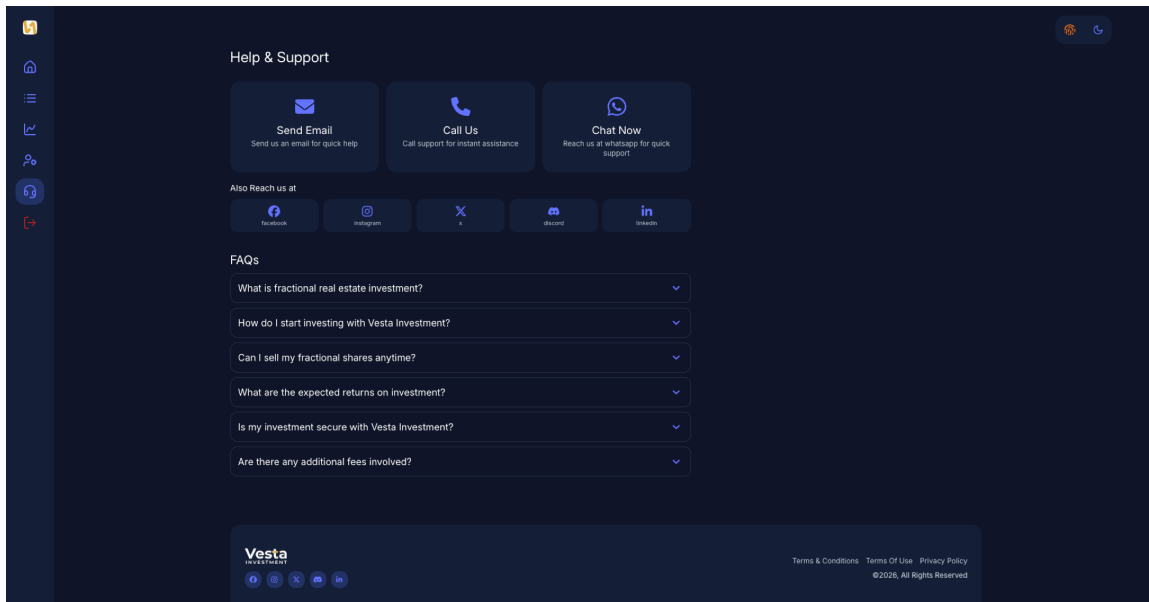 Help & Support
Send Email
Send us an email for quick help
Call Us
Call support for instant assistance
Chat Now
Reach us at whatsapp for quick
support
Also Reach us at
facebook
instagram
x
discord
linkedin
FAQs
What is fractional real estate investment?
How do I start investing with Vesta Investment?
Can I sell my fractional shares anytime?
What are the expected returns on investment?
Is my investment secure with Vesta Investment?
Are there any additional fees involved?
Vesta
INVESTMENT
Terms & Conditions Terms Of Use Privacy Policy
©2026, All Rights Reserved